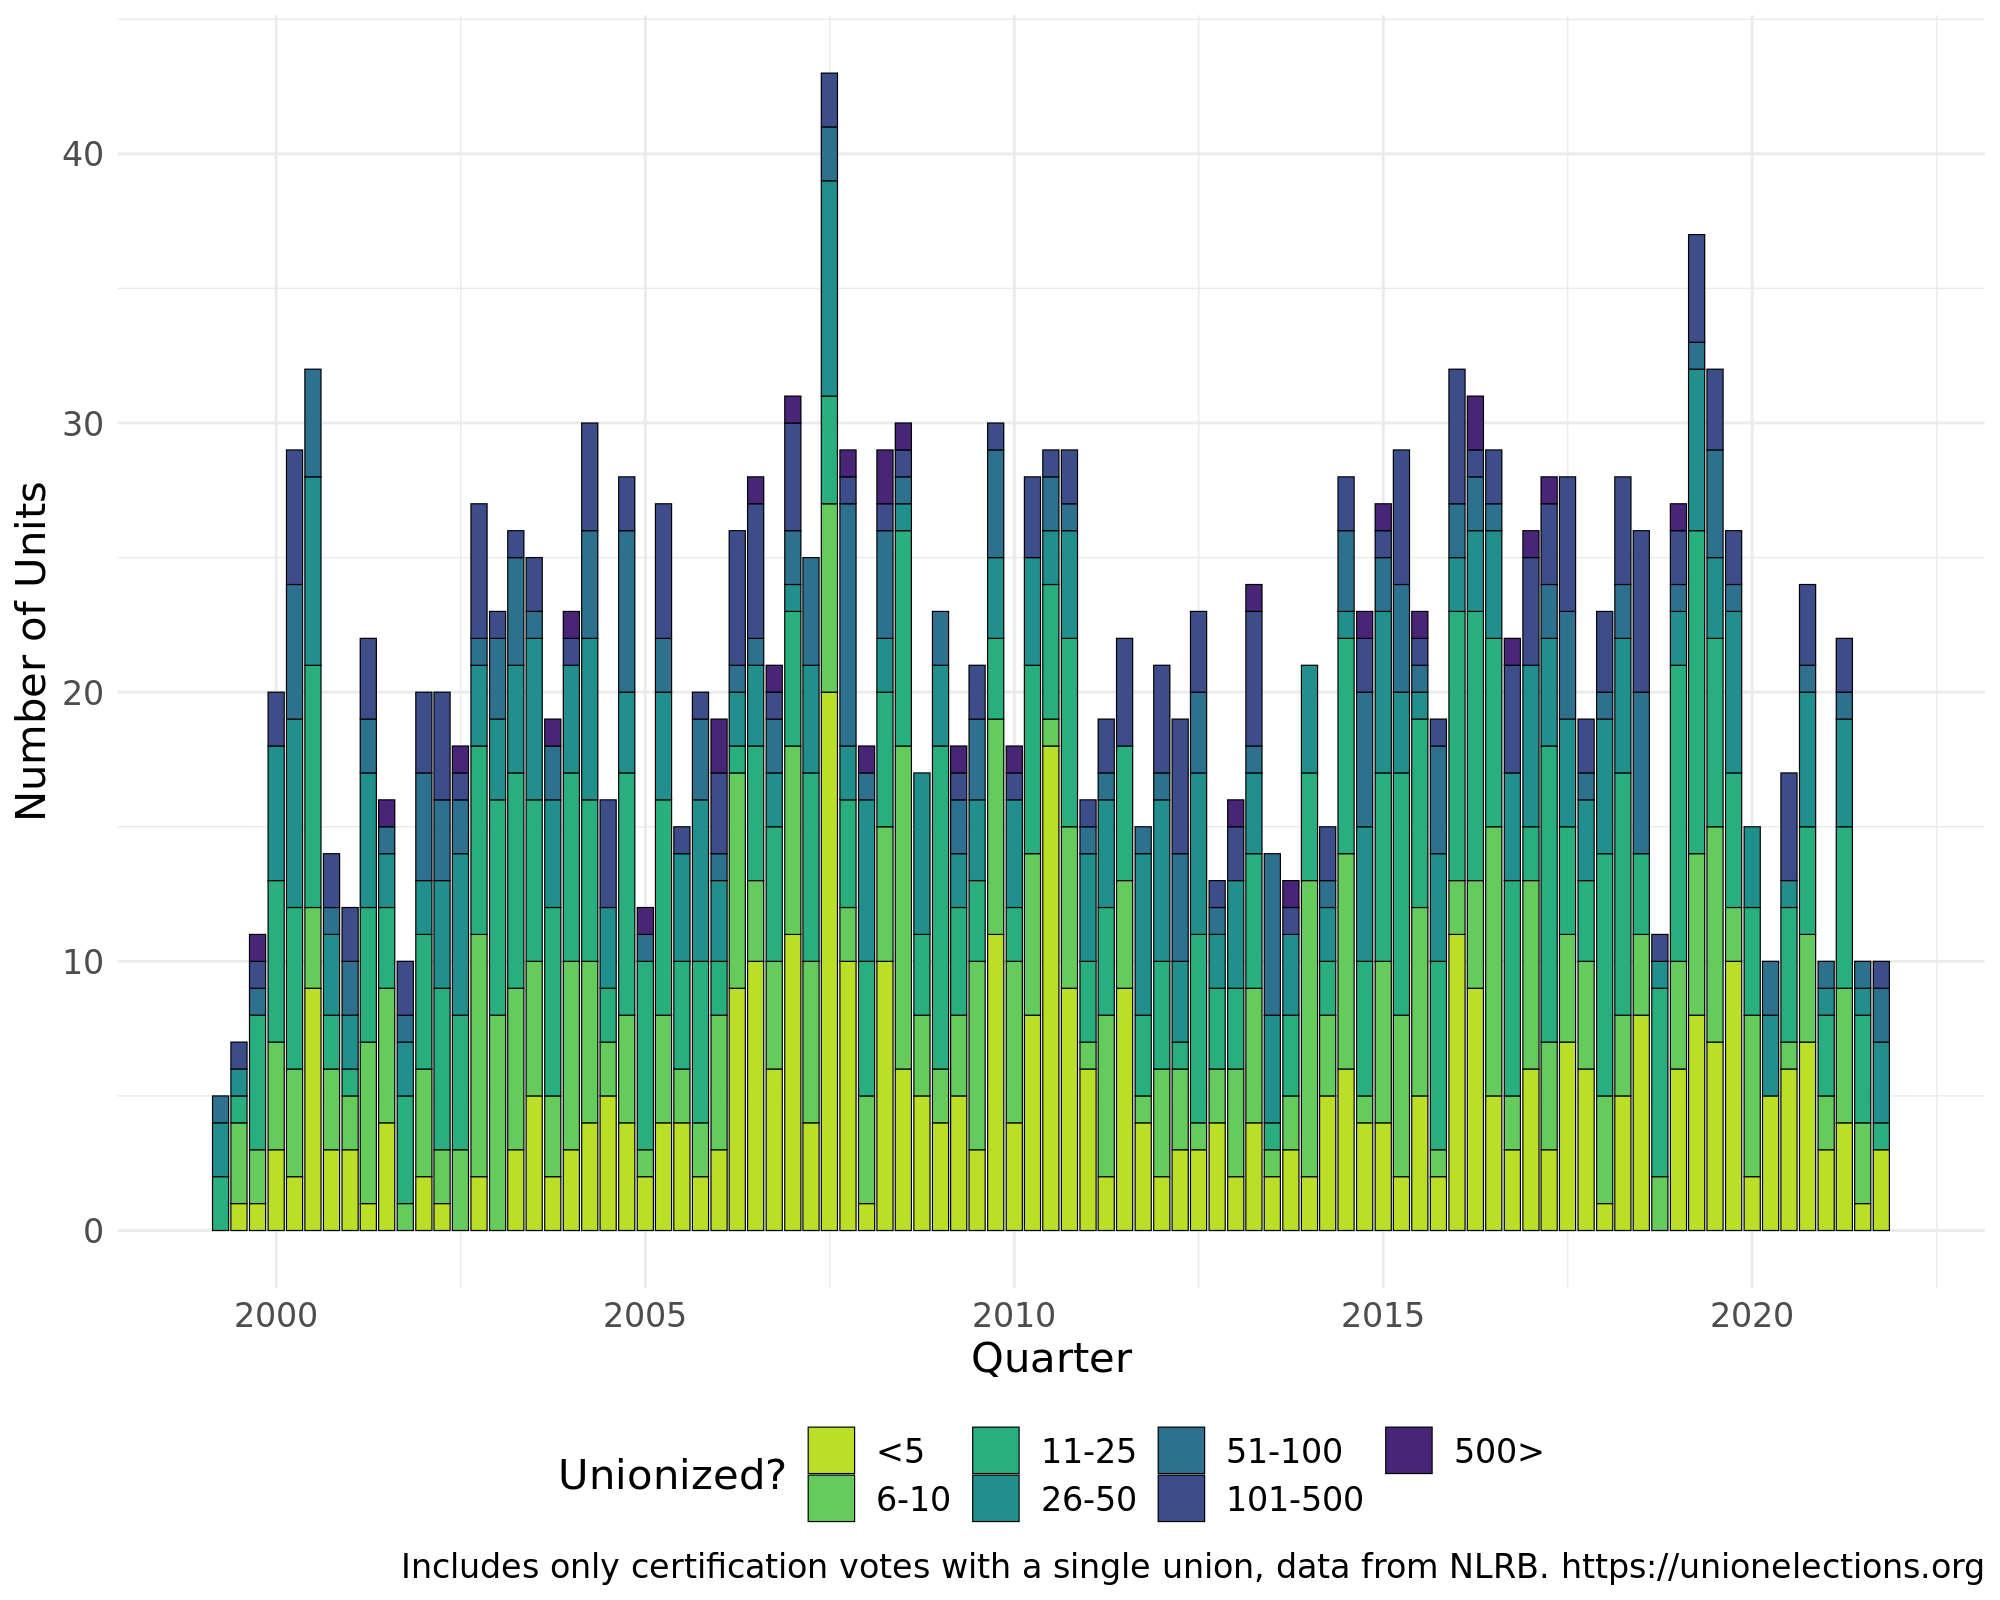 40
30
20
10
0
Number of Units
2000 2005 2010 2015 2020
Quarter
Unionized?
<5 11-25 51-100 500>
6-10 26-50 101-500
Includes only certification votes with a single union, data from NLRB. https://unionelections.org